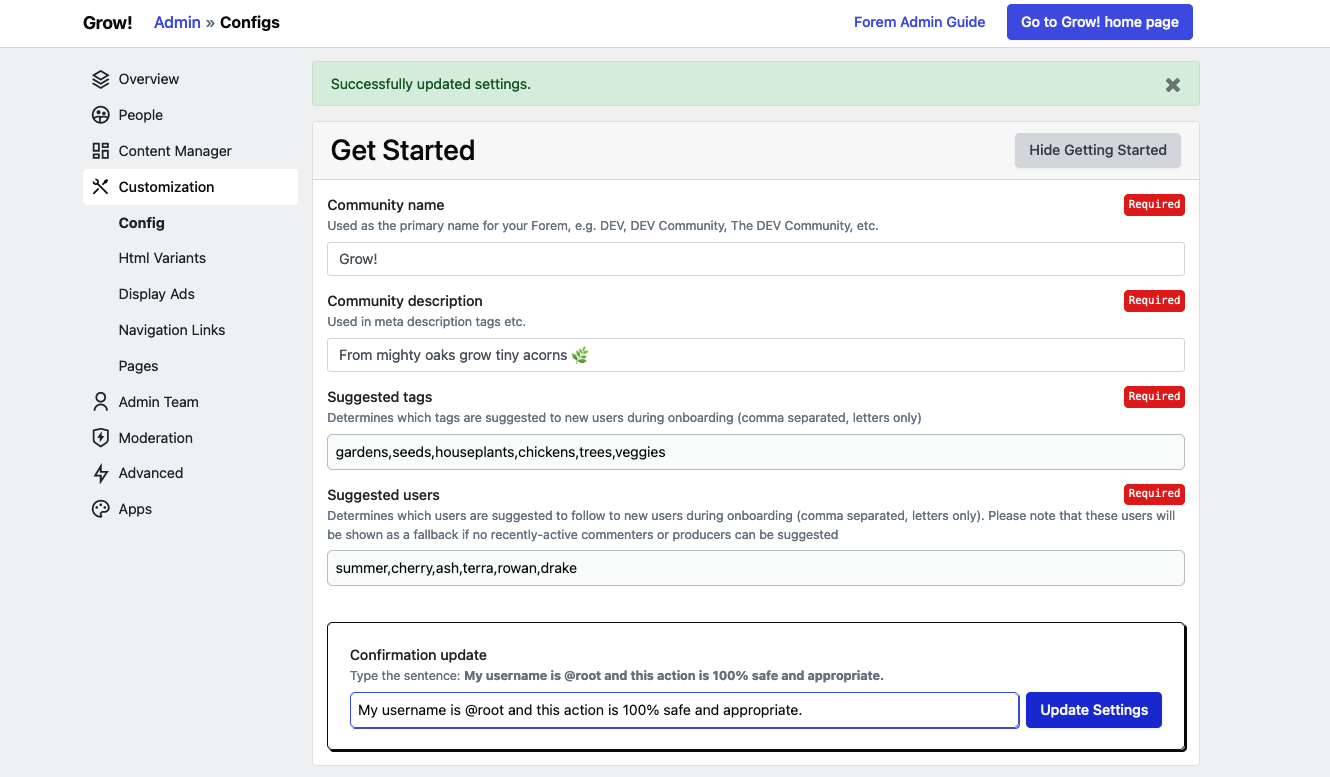 Grow! Admin » Configs Forem Admin Guide Go to Grow! home page
Overview
People
Content Manager
Customization
Config
Html Variants
Display Ads
Navigation Links
Pages
Admin Team
Moderation
Advanced
Apps
Successfully updated settings.
Get Started Hide Getting Started
Community name Required
Used as the primary name for your Forem, e.g. DEV, DEV Community, The DEV Community, etc.
Grow!
Community description Required
Used in meta description tags etc.
From mighty oaks grow tiny acorns 🌿
Suggested tags Required
Determines which tags are suggested to new users during onboarding (comma separated, letters only)
gardens,seeds,houseplants,chickens,trees,veggies
Suggested users Required
Determines which users are suggested to follow to new users during onboarding (comma separated, letters only). Please note that these users will
be shown as a fallback if no recently-active commenters or producers can be suggested
summer,cherry,ash,terra,rowan,drake
Confirmation update
Type the sentence: My username is @root and this action is 100% safe and appropriate.
My username is @root and this action is 100% safe and appropriate. Update Settings